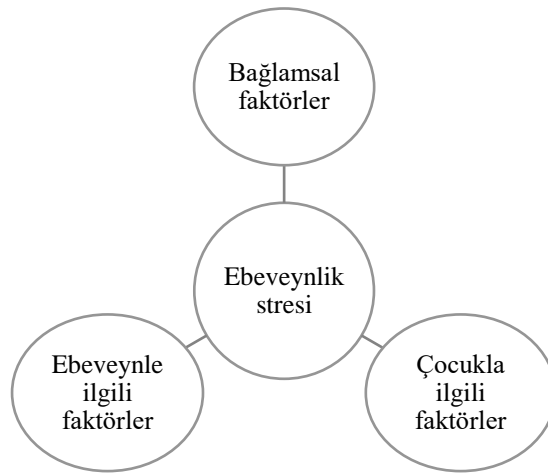 Bağlamsal
faktörler
Ebeveynlik
stresi
Ebeveynle
ilgili
faktörler
Çocukla
ilgili
faktörler